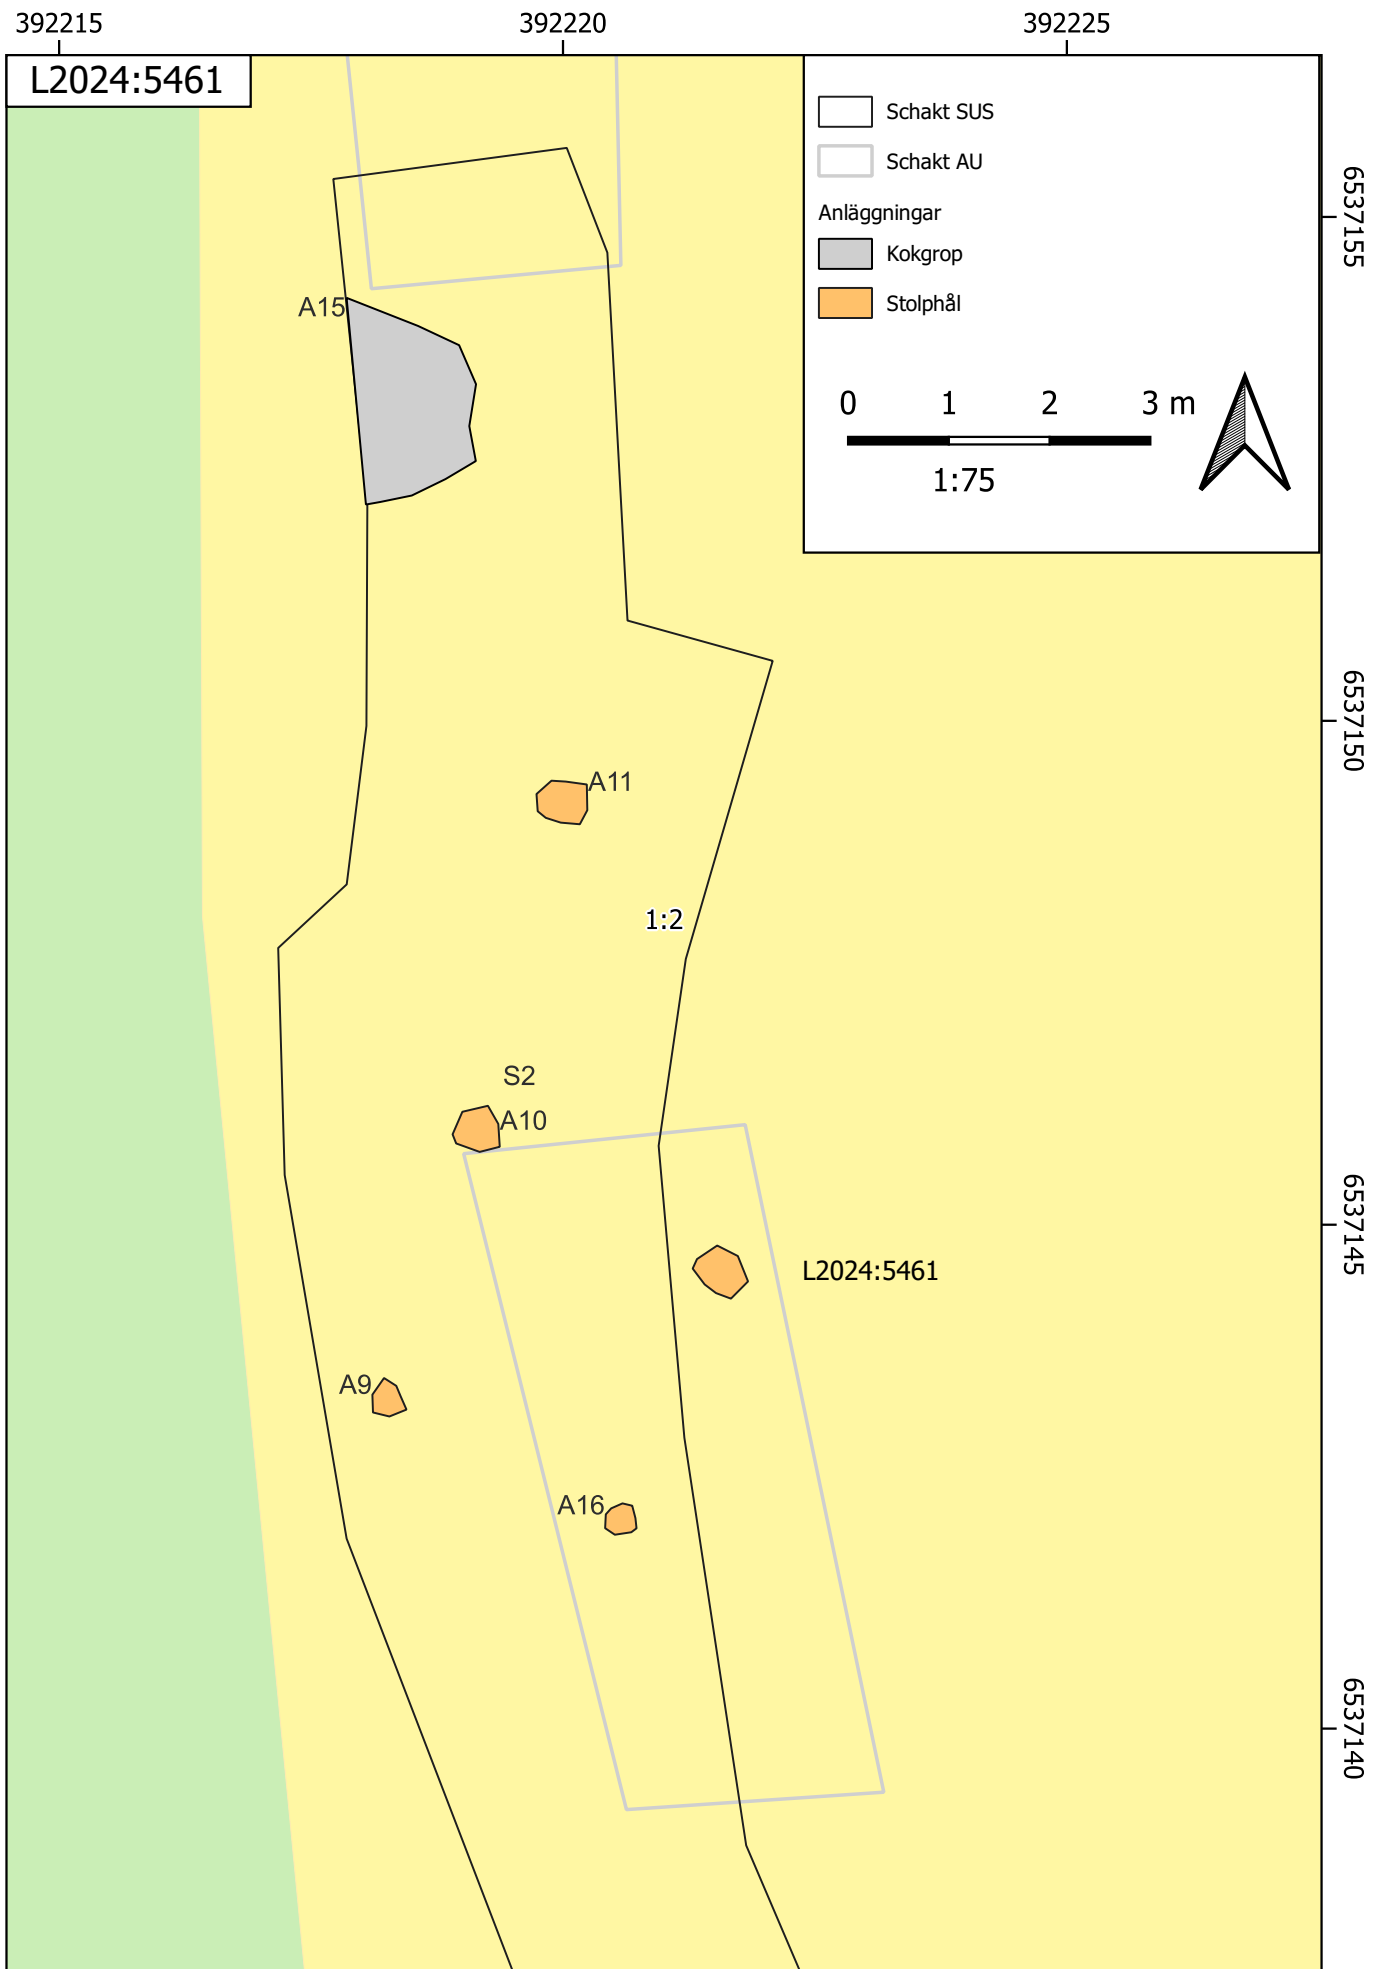 392215
392220
392225
L2024:5461
Schakt SUS
Schakt AU
Anläggningar
Kokgrop
Stolphål
0 1 2 3 m
1:75
6537155
A15
6537150
A11
1:2
S2
A10
6537145
L2024:5461
A9
A16
6537140